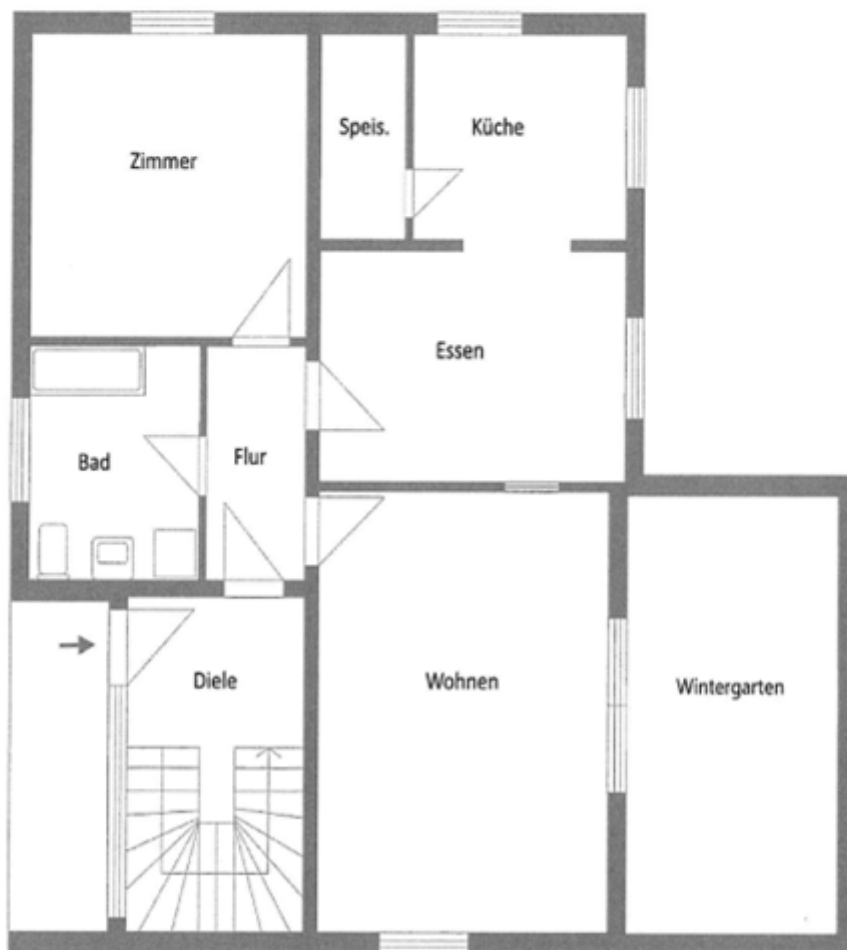 Speis.
Küche
Zimmer
Essen
Bad
Flur
Diele
Wohnen
Wintergarten